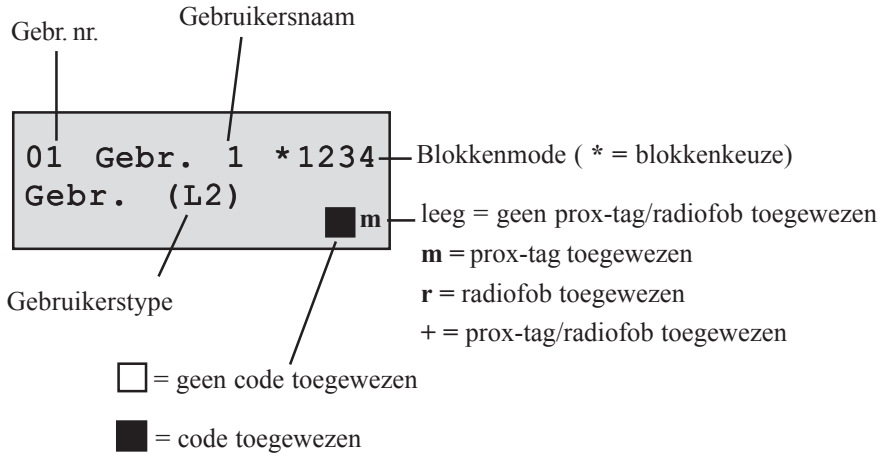 Gebruikersnaam
Gebr. nr.
01 Gebr. 1 *1234
Blokkenmode ( * = blokkenkeuze)
Gebr. (L2)
m
leeg = geen prox-tag/radiofob toegewezen
m = prox-tag toegewezen
Gebruikerstype
r = radiofob toegewezen
+ = prox-tag/radiofob toegewezen
= geen code toegewezen
= code toegewezen